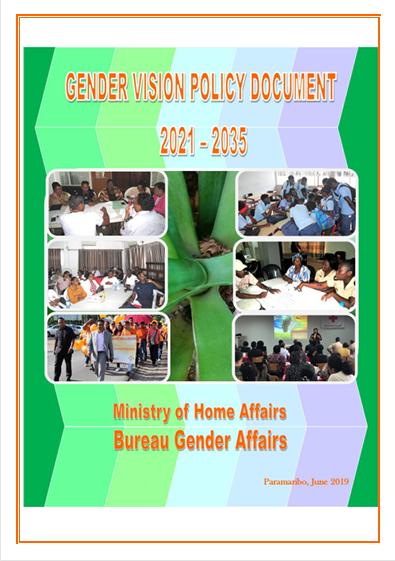 GENDER VISION POLICY DOCUMENT
2021 – 2035
Ministry of Home Affairs
Bureau Gender Affairs
Paramaribo, June 2019